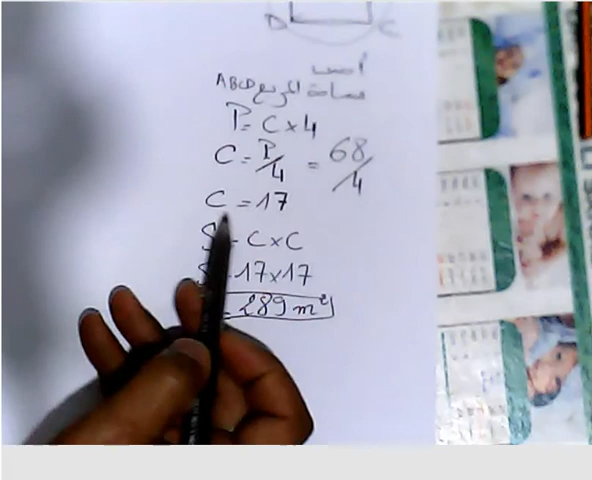 D C
أحسب
مساحة المربع ABCD
P = C × 4
C = P/4 = 68/4
C = 17
S = C × C
S = 17 × 17
= 289 m²